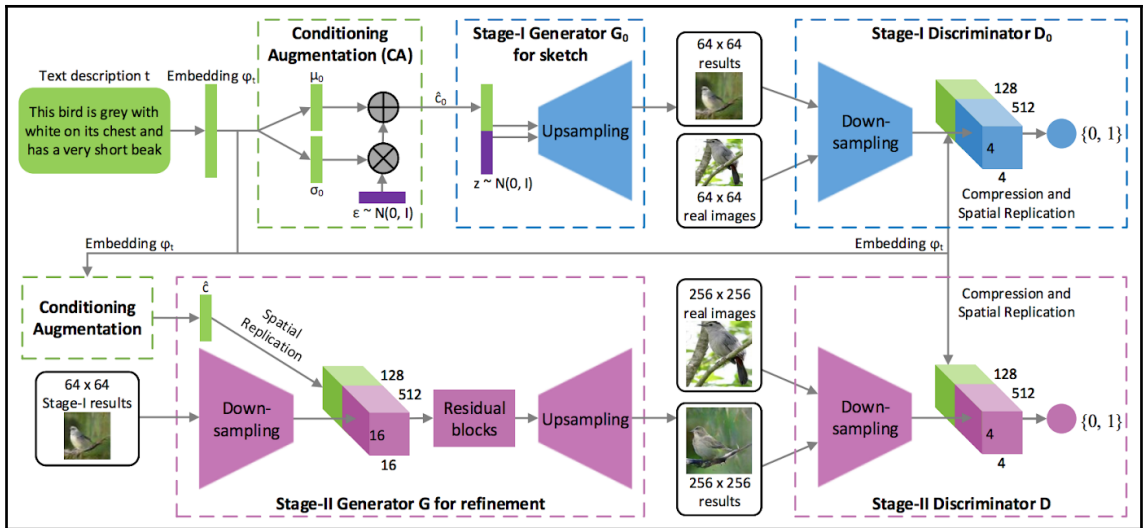 Conditioning
Augmentation (CA)
Stage-I Generator G₀
for sketch
Stage-I Discriminator D₀
Text description t
Embedding φₜ
This bird is grey with
white on its chest and
has a very short beak
μ₀
σ₀
ε ~ N(0, I)
ĉ₀
z ~ N(0, I)
Upsampling
64 x 64
results
64 x 64
real images
Down-
sampling
128
512
4
4
{0, 1}
Compression and
Spatial Replication
Embedding φₜ
Embedding φₜ
Conditioning
Augmentation
ĉ
Spatial
Replication
64 x 64
Stage-I results
Down-
sampling
128
512
16
16
Residual
blocks
Upsampling
Stage-II Generator G for refinement
256 x 256
real images
256 x 256
results
Compression and
Spatial Replication
Down-
sampling
128
512
4
4
{0, 1}
Stage-II Discriminator D